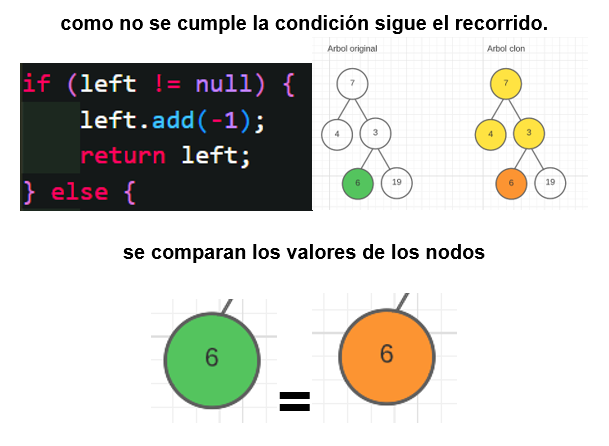 como no se cumple la condición sigue el recorrido.
Arbol original
Arbol clon
if (left != null) {
left.add(-1);
return left;
} else {
7
4
3
6
19
7
4
3
6
19
se comparan los valores de los nodos
6
=
6